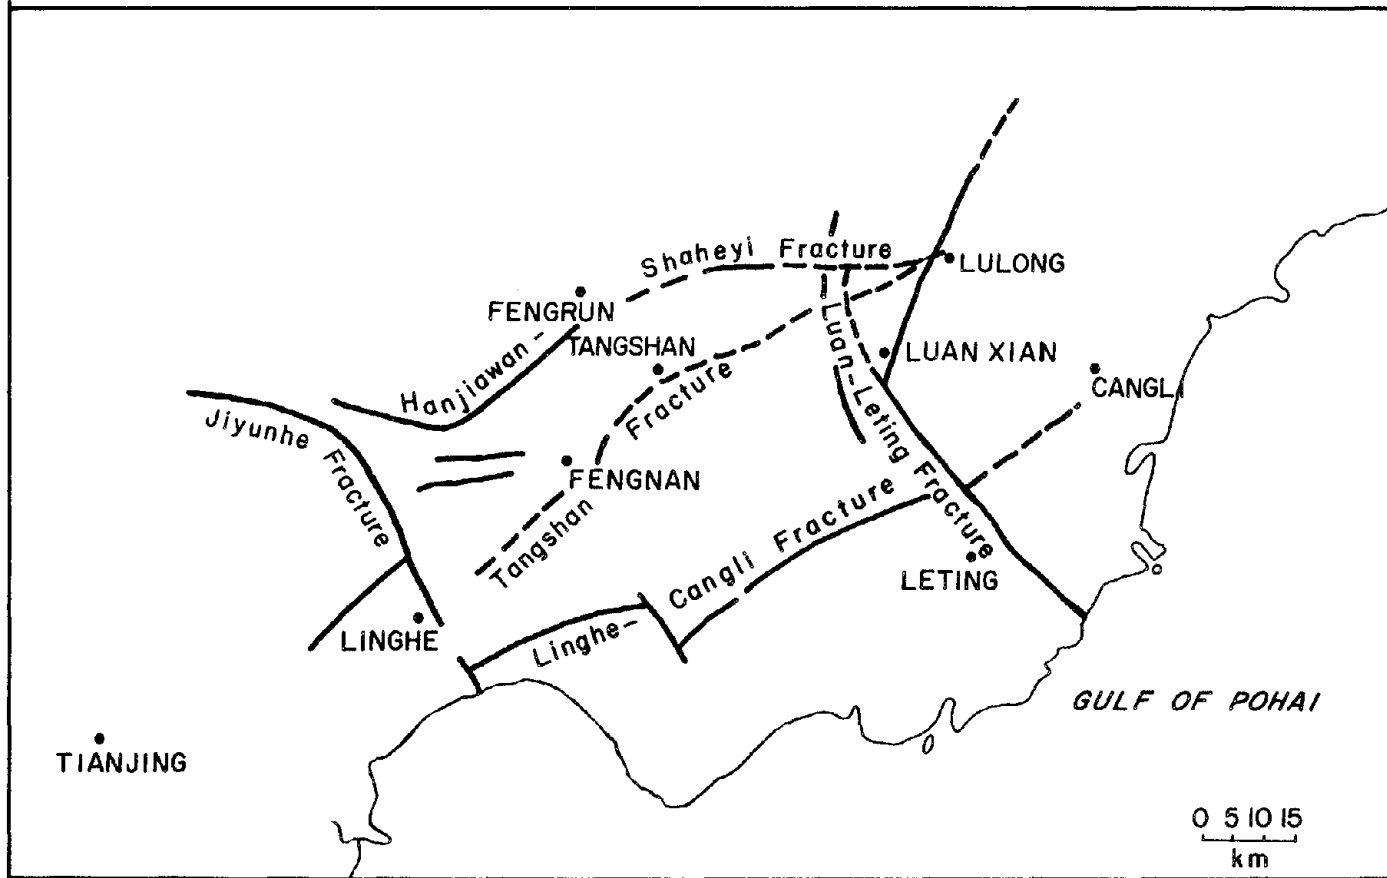 Shaheyi Fracture
LULONG
FENGRUN
TANGSHAN
LUAN XIAN
CANGLI
Hanjiawan-
Fracture
Luan-Leting Fracture
Jiyunhe Fracture
FENGNAN
Tangshan
Cangli Fracture
LETING
LINGHE
Linghe-
GULF OF POHAI
TIANJING
0 5 10 15
km